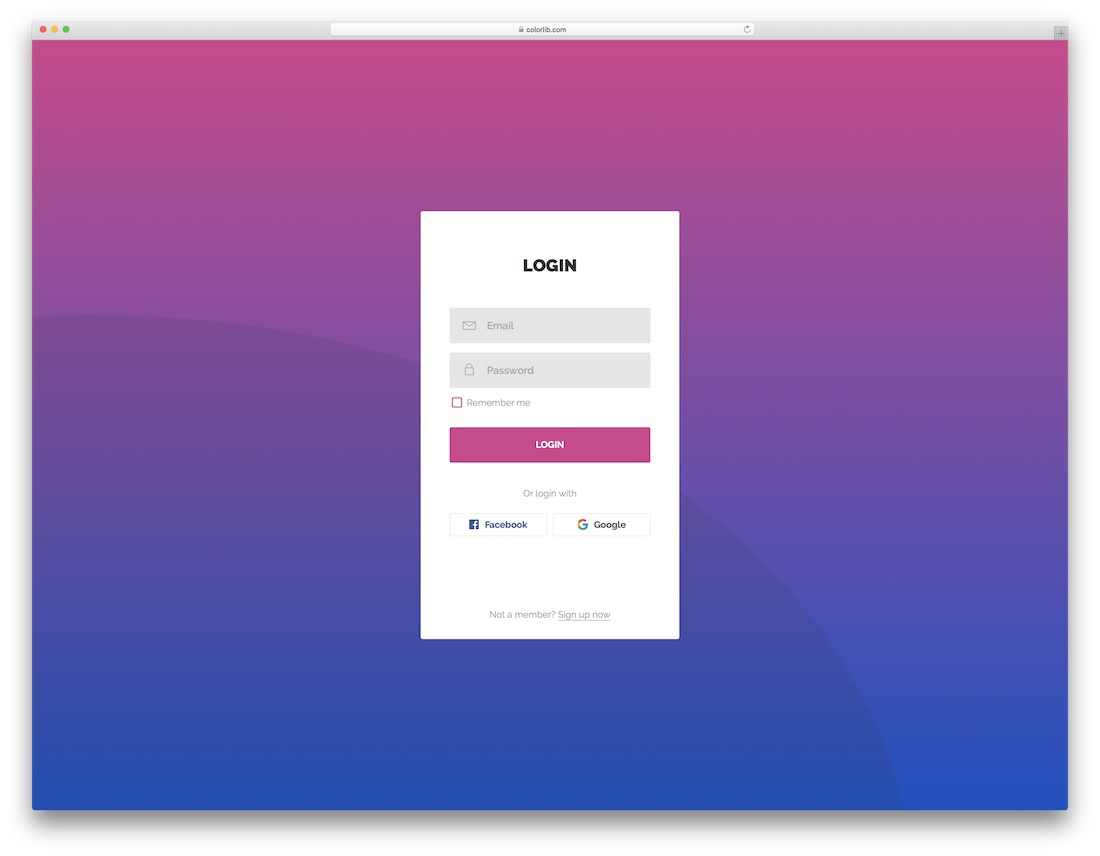 colorlib.com
LOGIN
Email
Password
Remember me
LOGIN
Or login with
Facebook
Google
Not a member? Sign up now